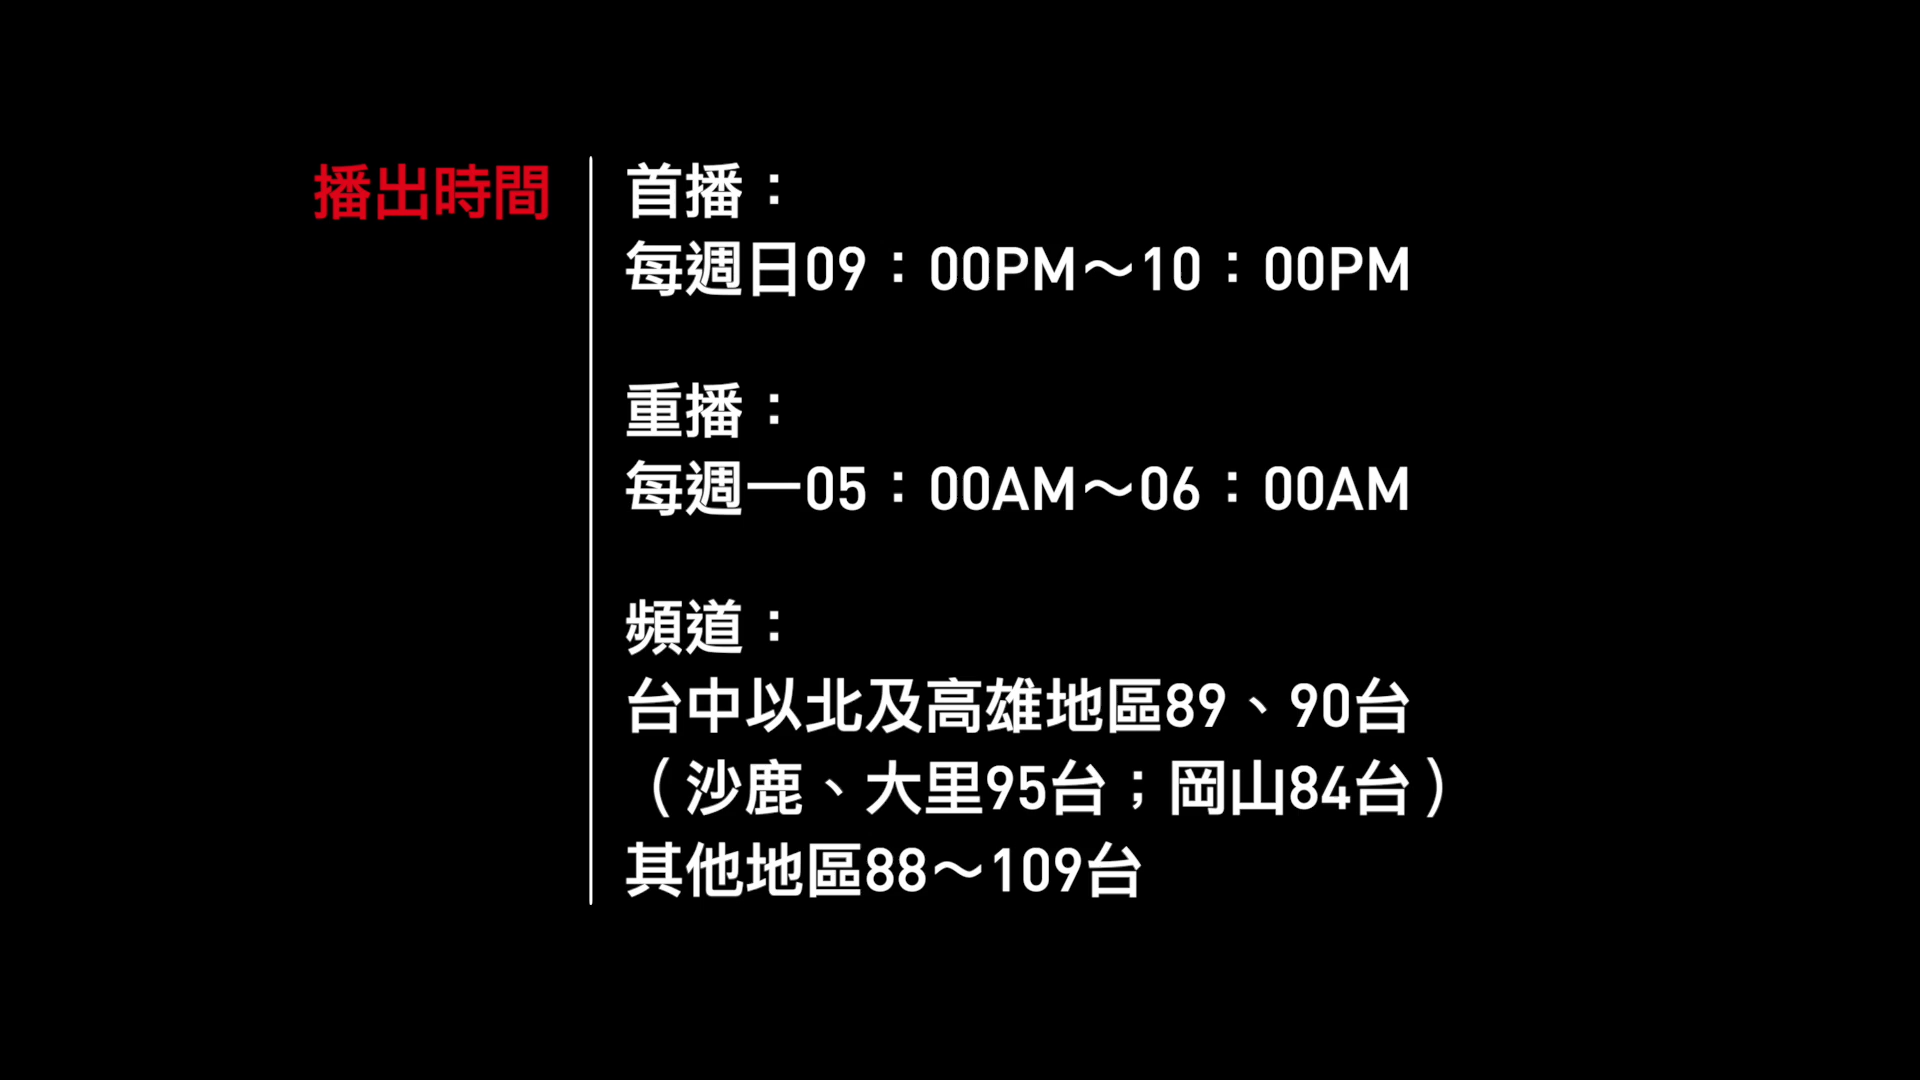 播出時間
首播：
每週日09：00PM～10：00PM
重播：
每週一05：00AM～06：00AM
頻道：
台中以北及高雄地區89、90台
（沙鹿、大里95台；岡山84台）
其他地區88～109台